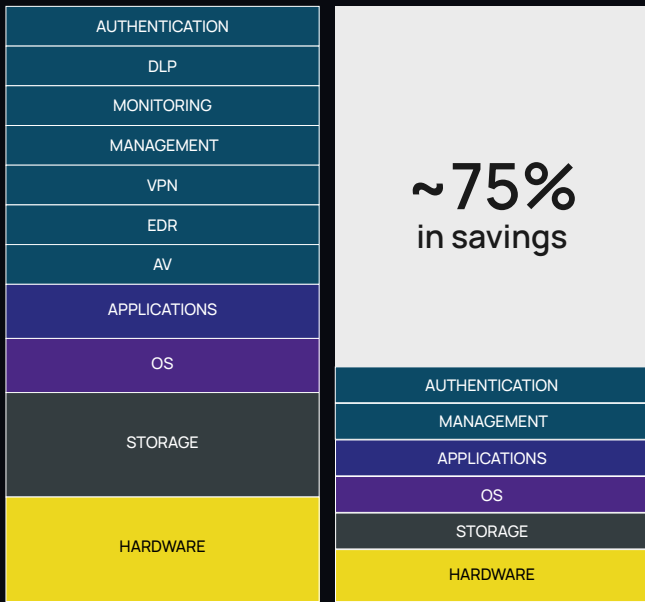 AUTHENTICATION
DLP
MONITORING
MANAGEMENT
VPN
EDR
AV
APPLICATIONS
OS
STORAGE
HARDWARE
~75%
in savings
AUTHENTICATION
MANAGEMENT
APPLICATIONS
OS
STORAGE
HARDWARE